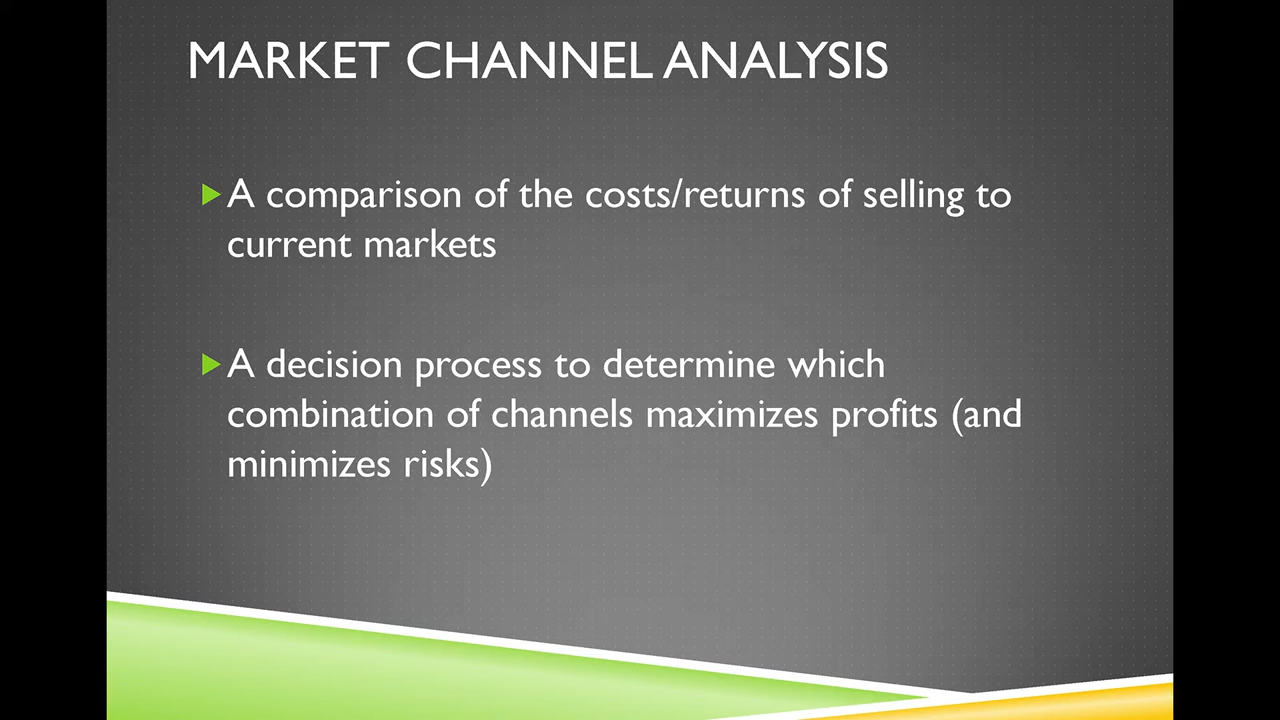 MARKET CHANNEL ANALYSIS
A comparison of the costs/returns of selling to
current markets
A decision process to determine which
combination of channels maximizes profits (and
minimizes risks)